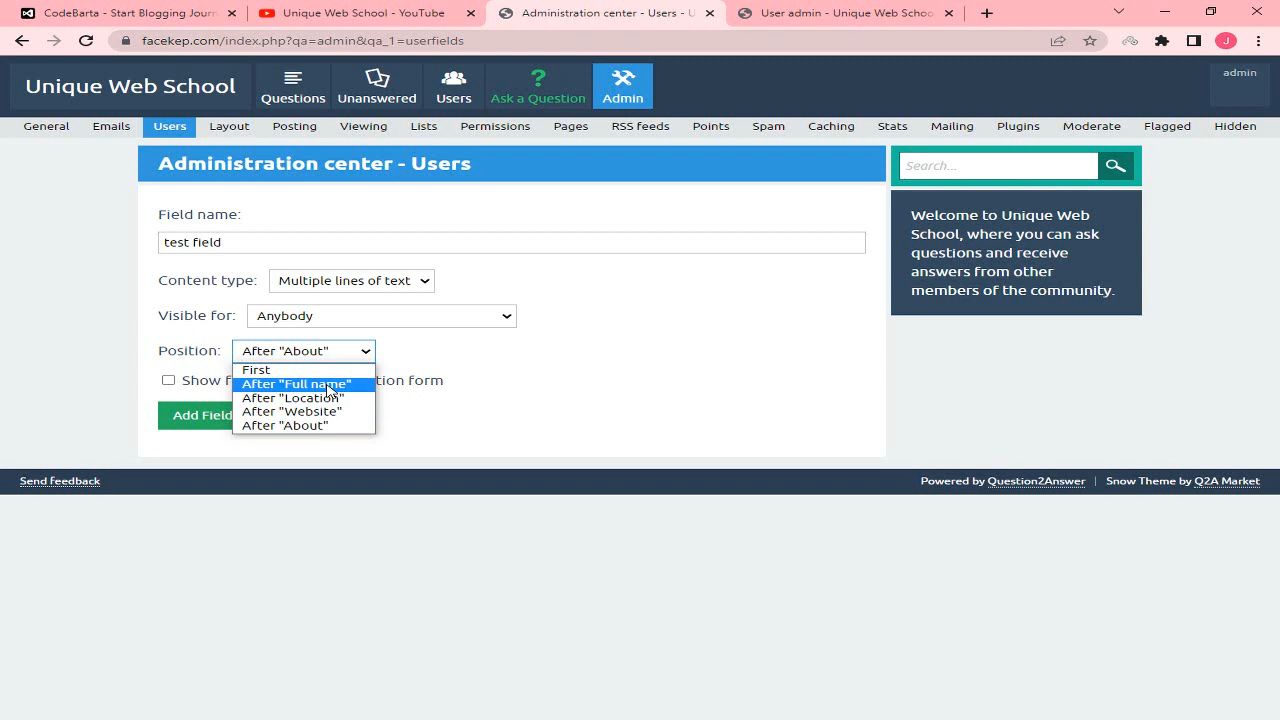 CodeBarta - Start Blogging Journ
Unique Web School - YouTube
Administration center - Users - U
User admin - Unique Web Schoo
facekep.com/index.php?qa=admin&qa_1=userfields
J
Unique Web School
Questions
Unanswered
Users
Ask a Question
Admin
admin
General Emails Users Layout Posting Viewing Lists Permissions Pages RSS feeds Points Spam Caching Stats Mailing Plugins Moderate Flagged Hidden
Administration center - Users
Search...
Field name:
test field
Content type: Multiple lines of text
Visible for: Anybody
Position: After "About"
First
After "Full name"
After "Location"
After "Website"
After "About"
Show f
tion form
Add Field
Welcome to Unique Web
School, where you can ask
questions and receive
answers from other
members of the community.
Send feedback
Powered by Question2Answer | Snow Theme by Q2A Market